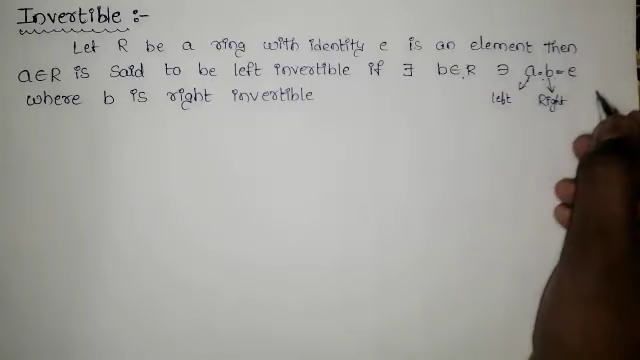 Invertible :-
Let R be a ring with identity e is an element then
a∈R is said to be left invertible if ∃ b∈R ∋ a·b=e
where b is right invertible
left Right